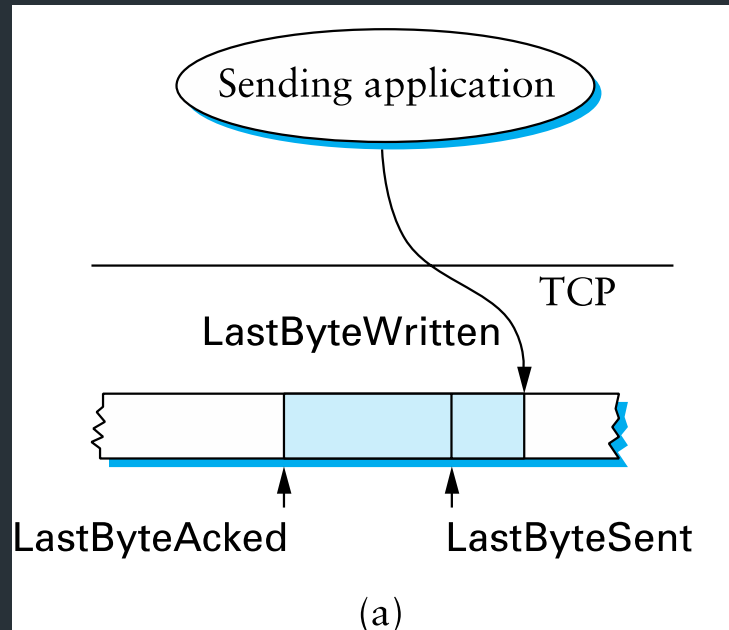 Sending application
TCP
LastByteWritten
LastByteAcked
LastByteSent
(a)